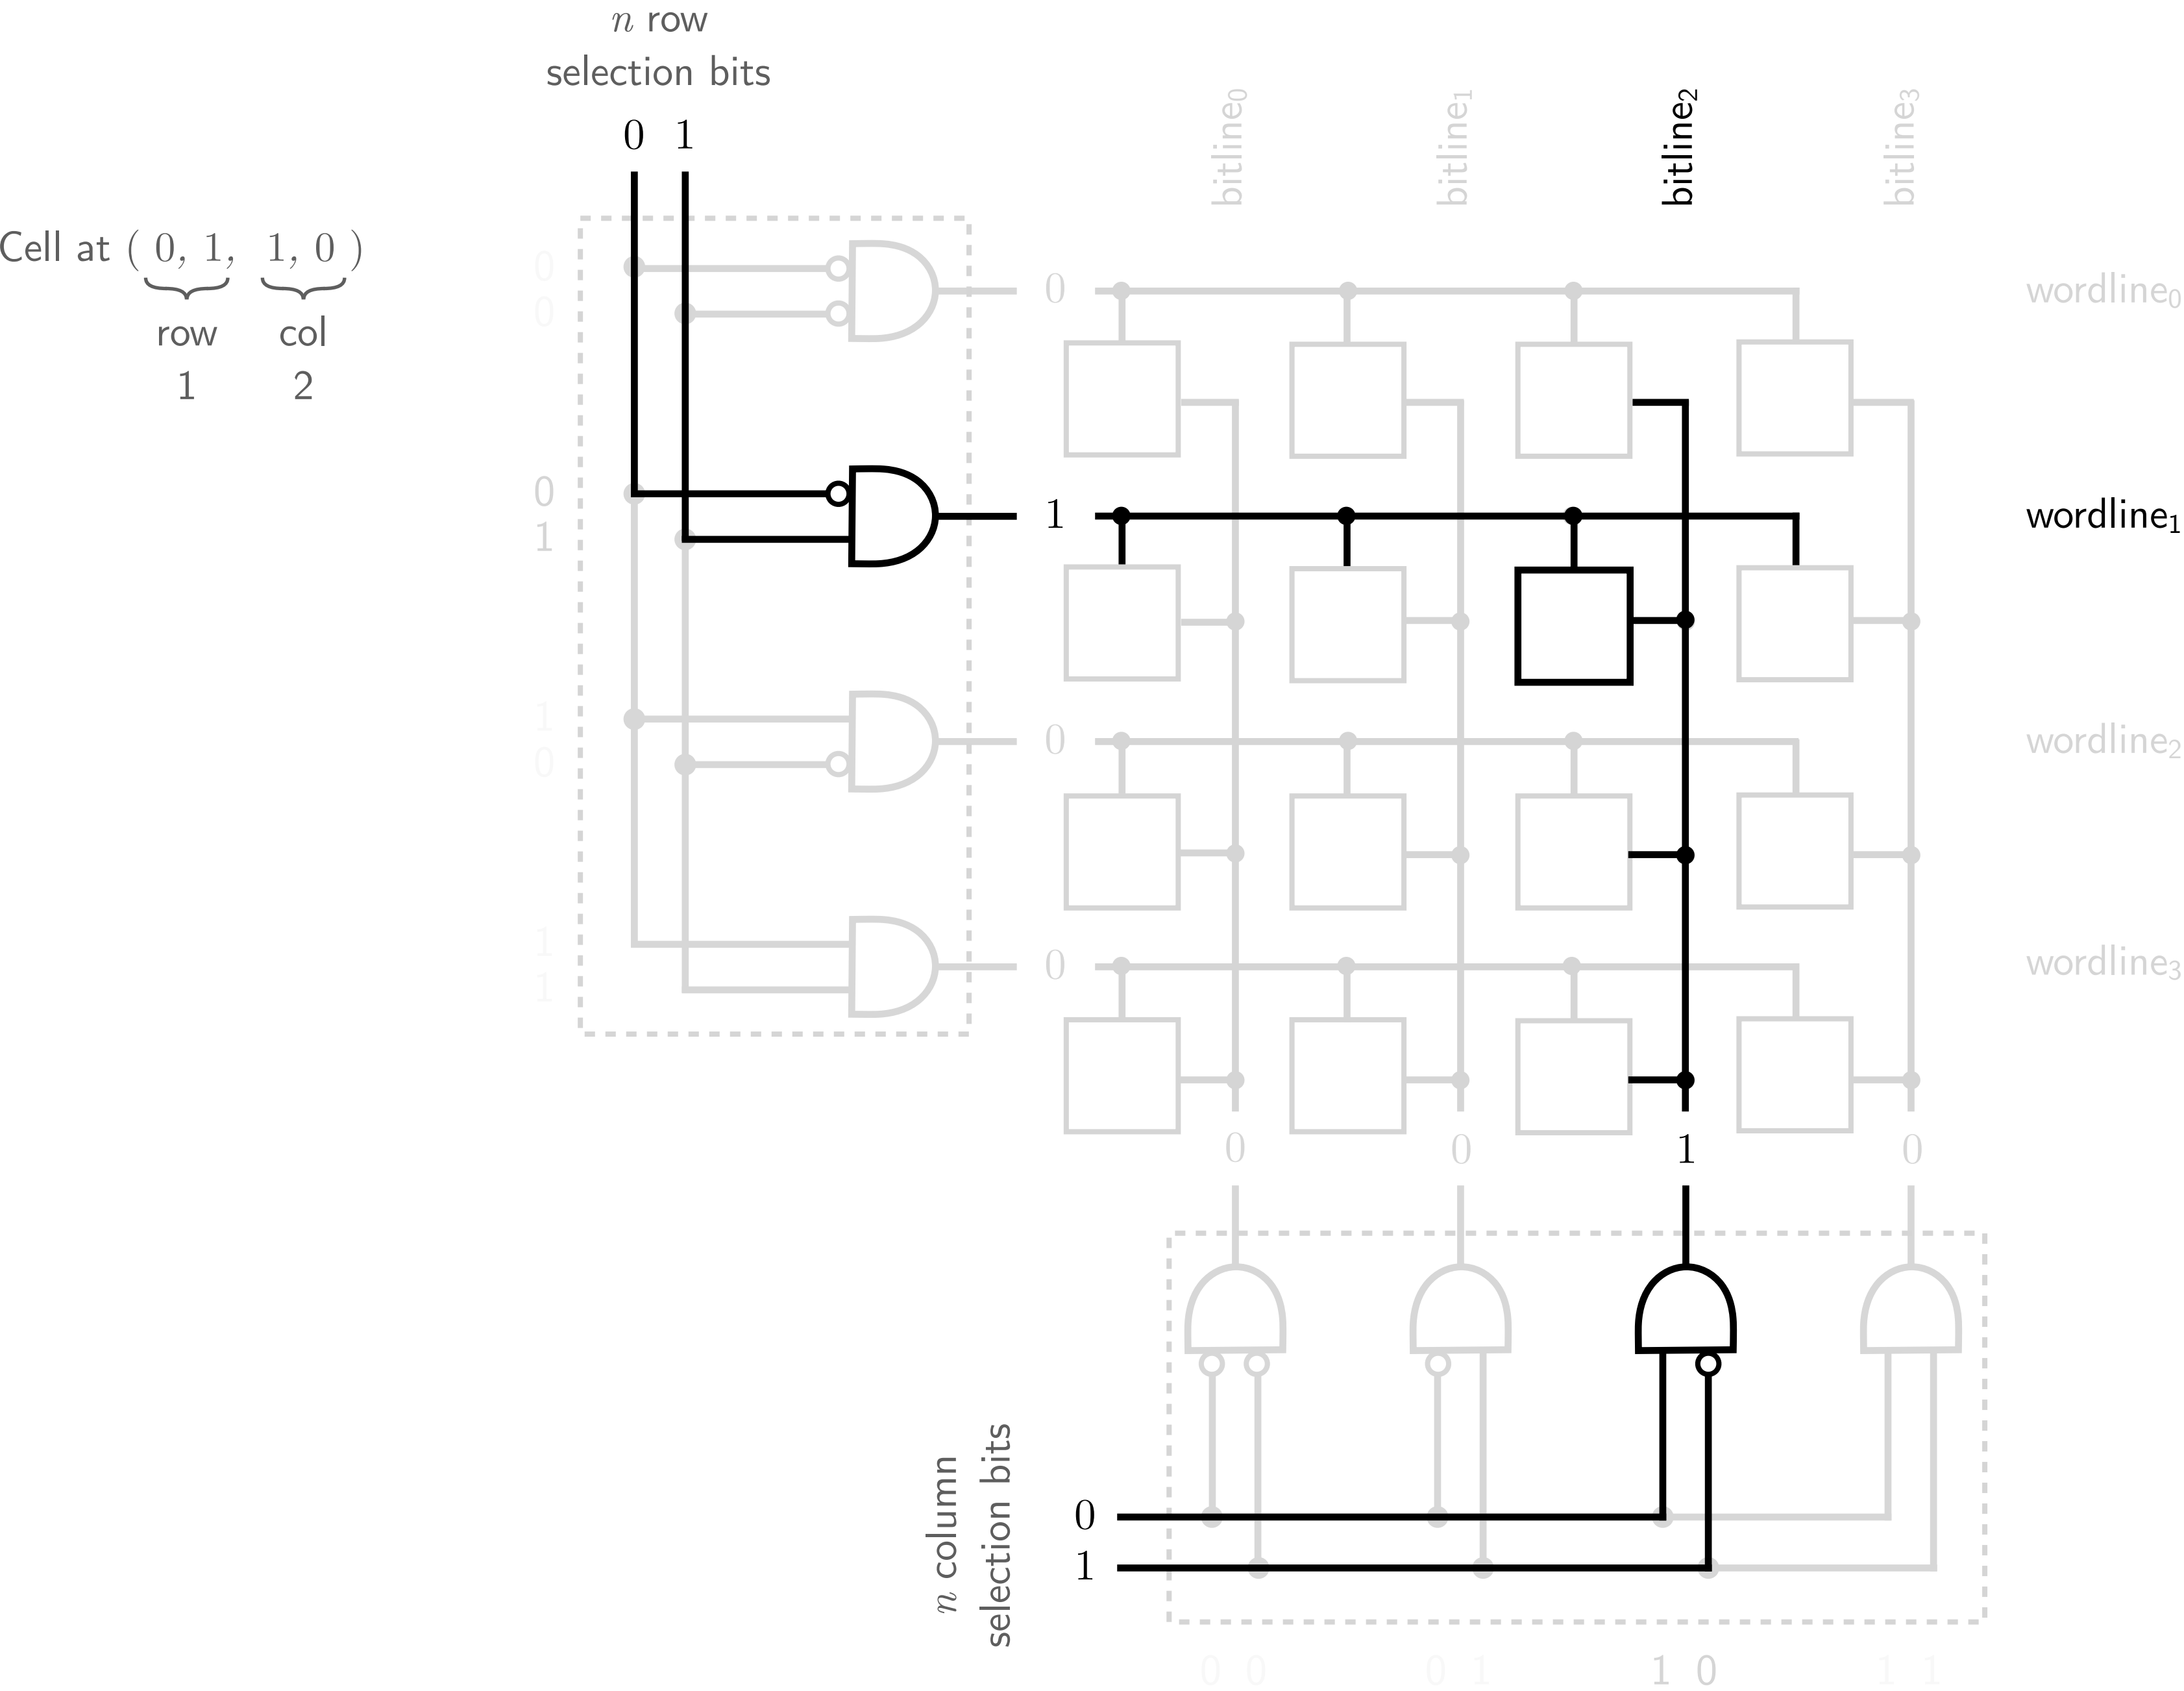 n row
selection bits
0 1
bitline0
bitline1
bitline2
bitline3
Cell at ( 0, 1, 1, 0 )
row col
1 2
0
0
0
wordline0
0
1
1
wordline1
1
0
0
wordline2
1
1
0
wordline3
0 0 1 0
n column
selection bits
0
1
0 0 0 1 1 0 1 1